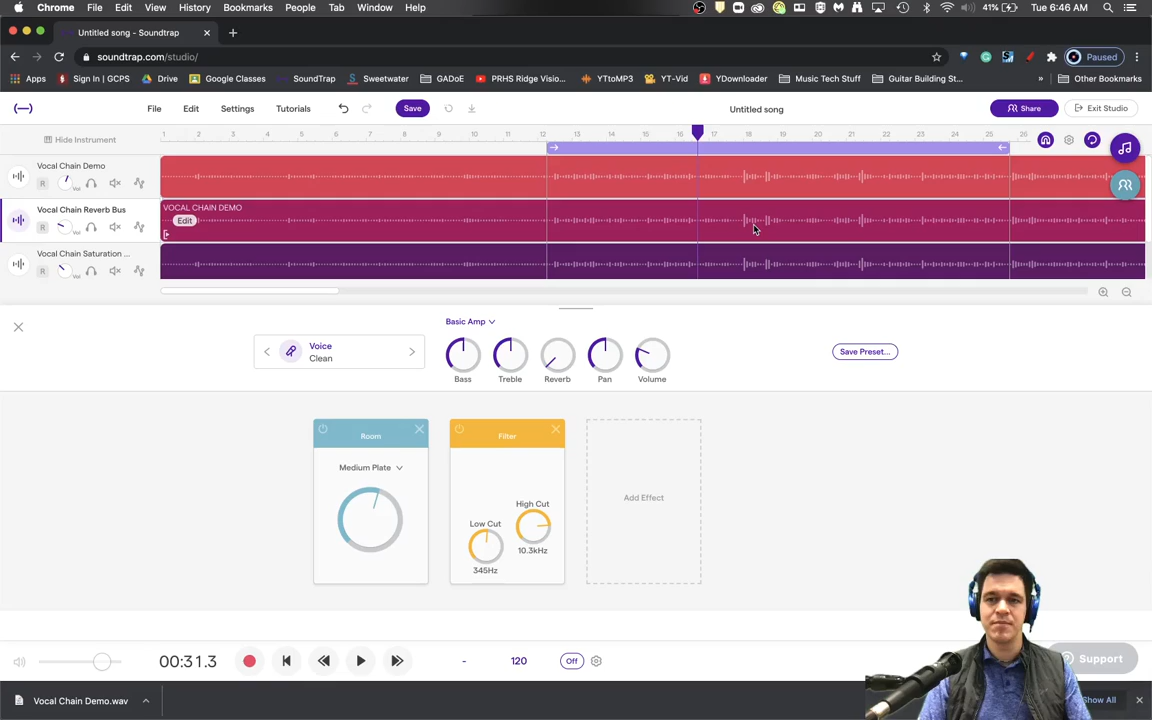 Chrome File Edit View History Bookmarks People Tab Window Help 41% Tue 6:46 AM
Untitled song - Soundtrap
soundtrap.com/studio/ Paused
Apps Sign In | GCPS Drive Google Classes SoundTrap Sweetwater GADoE PRHS Ridge Visio... YTtoMP3 YT-Vid YDownloader Music Tech Stuff Guitar Building St... » Other Bookmarks
File Edit Settings Tutorials Save Untitled song Share Exit Studio
Hide Instrument 1 2 3 4 5 6 7 8 9 10 11 12 13 14 15 16 17 18 19 20 21 22 23 24 25 26
Vocal Chain Demo
R Vol
Vocal Chain Reverb Bus VOCAL CHAIN DEMO
Edit
R Vol
Vocal Chain Saturation ...
R Vol
Basic Amp
Voice
Clean
Save Preset...
Bass Treble Reverb Pan Volume
Room Filter
Medium Plate
Add Effect
High Cut
Low Cut
10.3kHz
345Hz
00:31.3 - 120 Off Support
Vocal Chain Demo.wav Show All